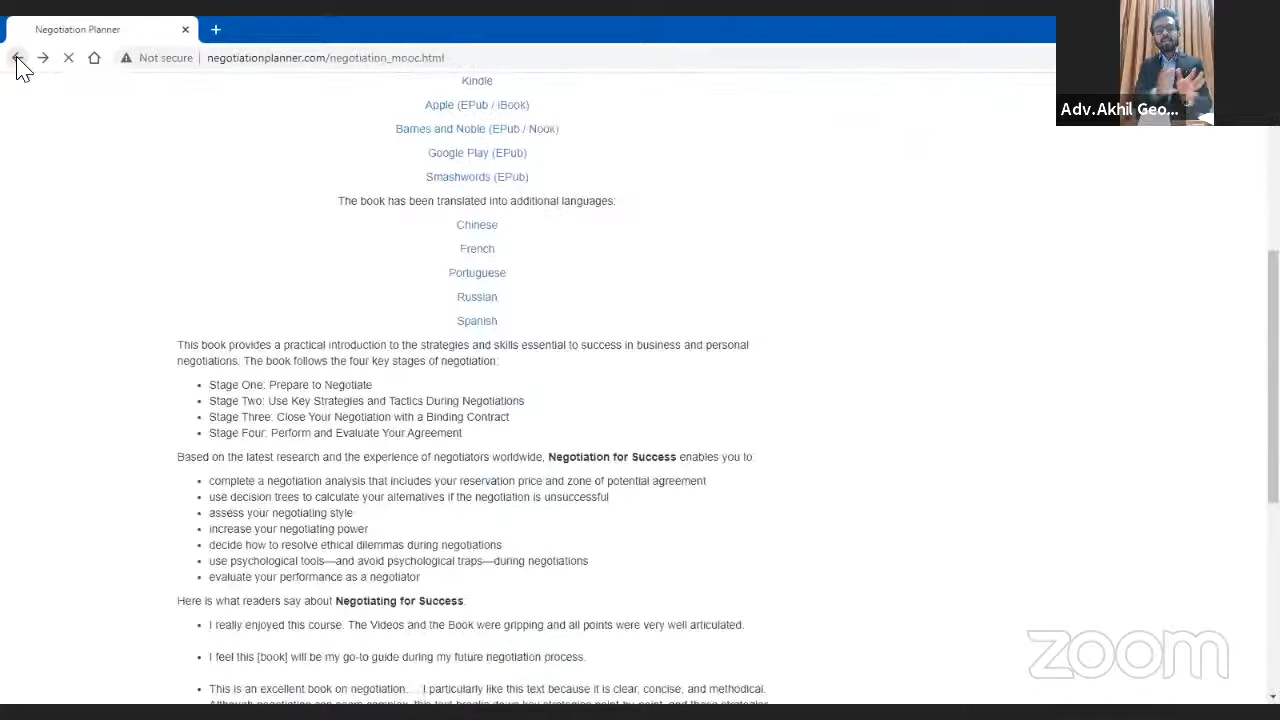 Negotiation Planner
Not secure
negotiationplanner.com/negotiation_mooc.html
Adv.Akhil Geo...
Kindle
Apple (EPub / iBook)
Barnes and Noble (EPub / Nook)
Google Play (EPub)
Smashwords (EPub)
The book has been translated into additional languages:
Chinese
French
Portuguese
Russian
Spanish
This book provides a practical introduction to the strategies and skills essential to success in business and personal
negotiations. The book follows the four key stages of negotiation:
• Stage One: Prepare to Negotiate
• Stage Two: Use Key Strategies and Tactics During Negotiations
• Stage Three: Close Your Negotiation with a Binding Contract
• Stage Four: Perform and Evaluate Your Agreement
Based on the latest research and the experience of negotiators worldwide, Negotiation for Success enables you to:
• complete a negotiation analysis that includes your reservation price and zone of potential agreement
• use decision trees to calculate your alternatives if the negotiation is unsuccessful
• assess your negotiating style
• increase your negotiating power
• decide how to resolve ethical dilemmas during negotiations
• use psychological tools—and avoid psychological traps—during negotiations
• evaluate your performance as a negotiator
Here is what readers say about Negotiating for Success:
• I really enjoyed this course. The Videos and the Book were gripping and all points were very well articulated.
• I feel this [book] will be my go-to guide during my future negotiation process.
• This is an excellent book on negotiation.... I particularly like this text because it is clear, concise, and methodical.
zoom